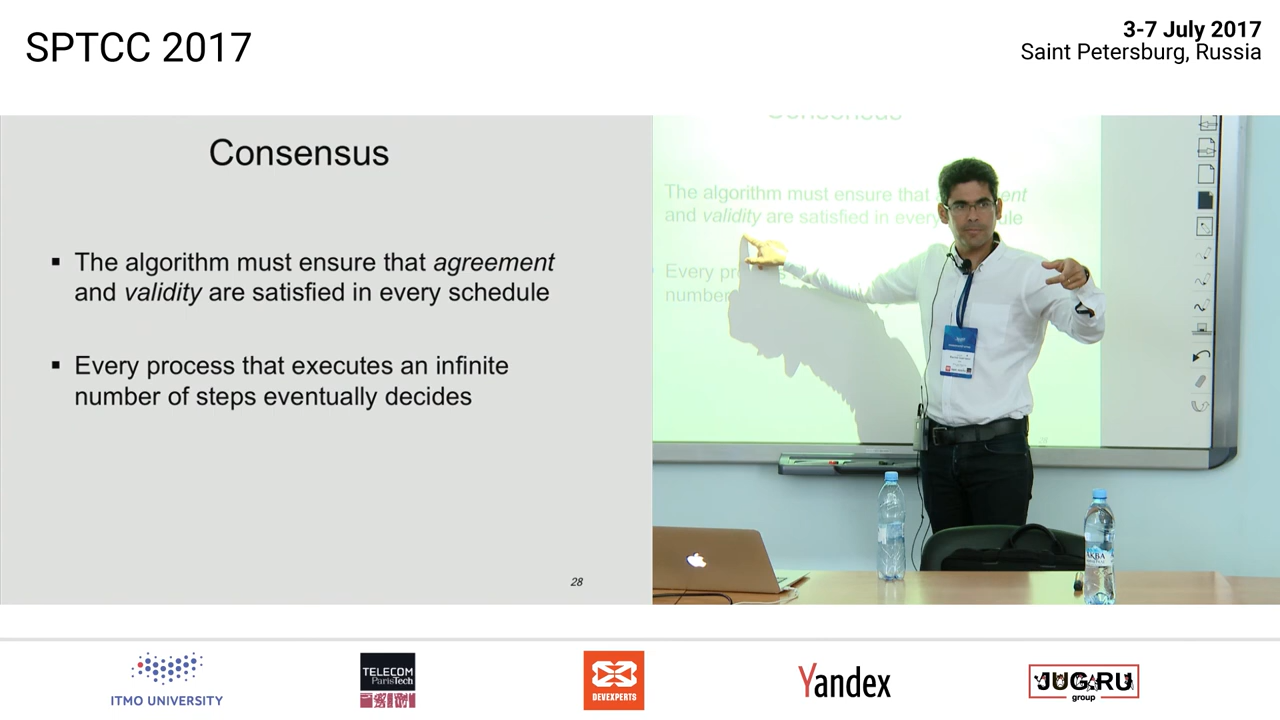 SPTCC 2017
3-7 July 2017
Saint Petersburg, Russia
Consensus
▪ The algorithm must ensure that agreement
and validity are satisfied in every schedule
▪ Every process that executes an infinite
number of steps eventually decides
28
Consensus
The algorithm must ensure that
and validity are satisfied in every
Every
number
ITMO UNIVERSITY
TELECOM
ParisTech
DEVEXPERTS
Yandex
JUG.RU
group